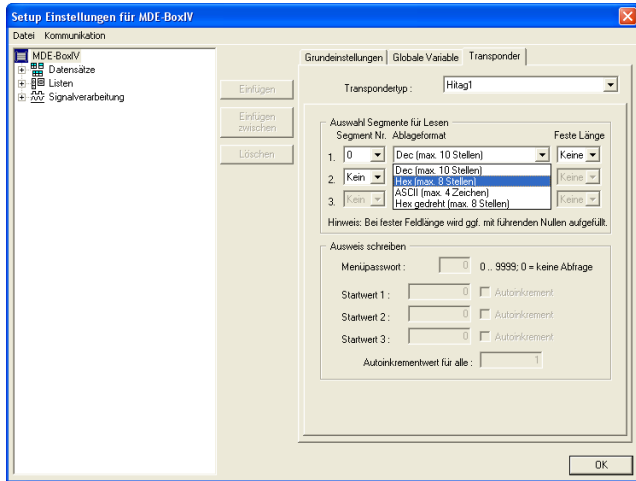 Setup Einstellungen für MDE-BoxIV
Datei Kommunikation
MDE-BoxIV
Datensätze
Listen
Signalverarbeitung
Einfügen
Einfügen
zwischen
Löschen
Grundeinstellungen Globale Variable Transponder
Transpondertyp : Hitag1
Auswahl Segmente für Lesen
Segment Nr. Ablageformat Feste Länge
1. 0 Dec (max. 10 Stellen) Keine
Dec (max. 10 Stellen)
2. Kein Hex (max. 8 Stellen) Keine
ASCII (max. 4 Zeichen)
3. Kein Hex gedreht (max. 8 Stellen) Keine
Hinweis: Bei fester Feldlänge wird ggf. mit führenden Nullen aufgefüllt.
Ausweis schreiben
Menüpasswort : 0 0 .. 9999; 0 = keine Abfrage
Startwert 1 : 0 Autoinkrement
Startwert 2 : 0 Autoinkrement
Startwert 3 : 0 Autoinkrement
Autoinkrementwert für alle : 1
OK